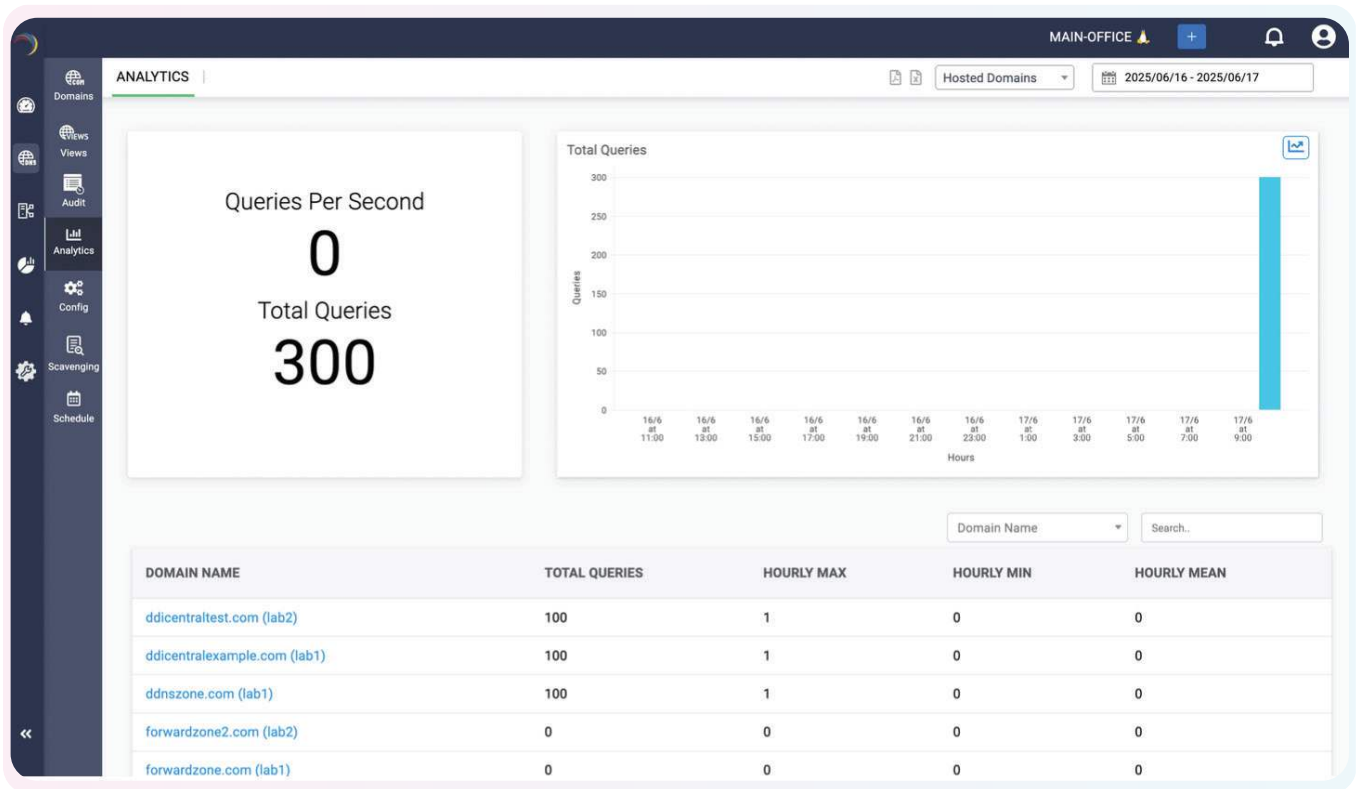 MAIN-OFFICE
+
COM
Domains
ANALYTICS
Hosted Domains
2025/06/16 - 2025/06/17
VIEWS
Views
DNS
Audit
Analytics
Config
Scavenging
Schedule
Queries Per Second
0
Total Queries
300
Total Queries
300
250
200
150
100
50
0
Queries
16/6 16/6 16/6 16/6 16/6 16/6 16/6 17/6 17/6 17/6 17/6 17/6
at at at at at at at at at at at at
11:00 13:00 15:00 17:00 19:00 21:00 23:00 1:00 3:00 5:00 7:00 9:00
Hours
Domain Name
Search..
DOMAIN NAME TOTAL QUERIES HOURLY MAX HOURLY MIN HOURLY MEAN
ddicentraltest.com (lab2) 100 1 0 0
ddicentralexample.com (lab1) 100 1 0 0
ddnszone.com (lab1) 100 1 0 0
forwardzone2.com (lab2) 0 0 0 0
forwardzone.com (lab1) 0 0 0 0